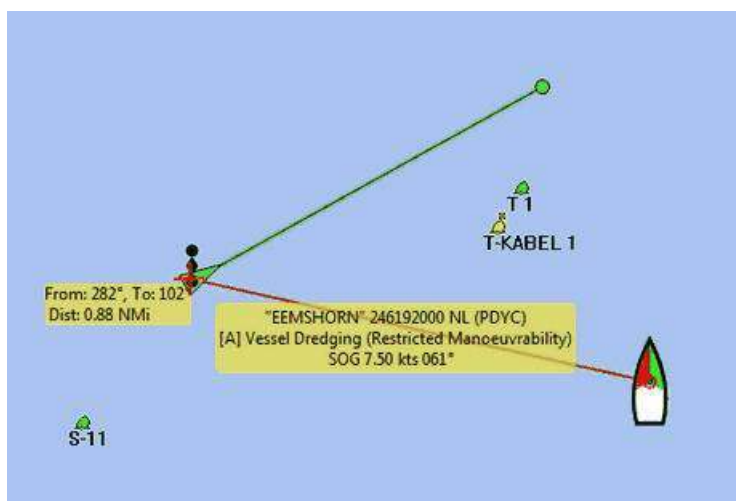 T 1
T-KABEL 1
From: 282°, To: 102°
Dist: 0.88 NMi
"EEMSHORN" 246192000 NL (PDYC)
[A] Vessel Dredging (Restricted Manoeuvrability)
SOG 7.50 kts 061°
S-11